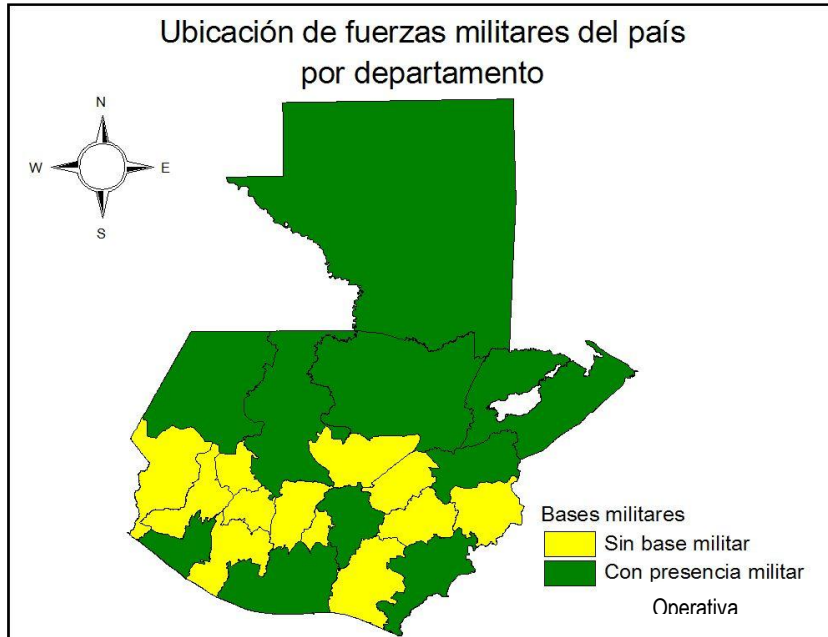 Ubicación de fuerzas militares del país
por departamento
N
W E
S
Bases militares
Sin base militar
Con presencia militar
Operativa